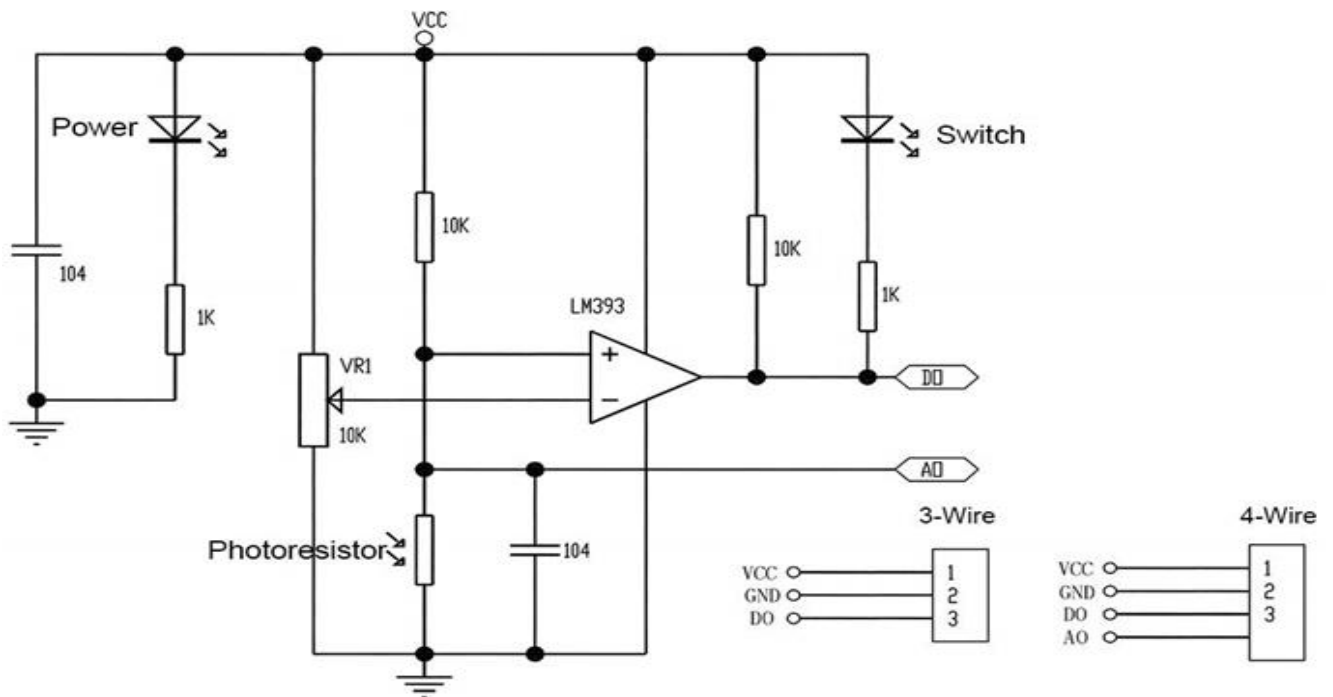 VCC
Power
Switch
10K
10K
104
1K
1K
LM393
+
VR1
−
DO
10K
AO
3-Wire
4-Wire
Photoresistor
104
VCC
1
GND
2
DO
3
VCC
1
GND
2
DO
3
AO